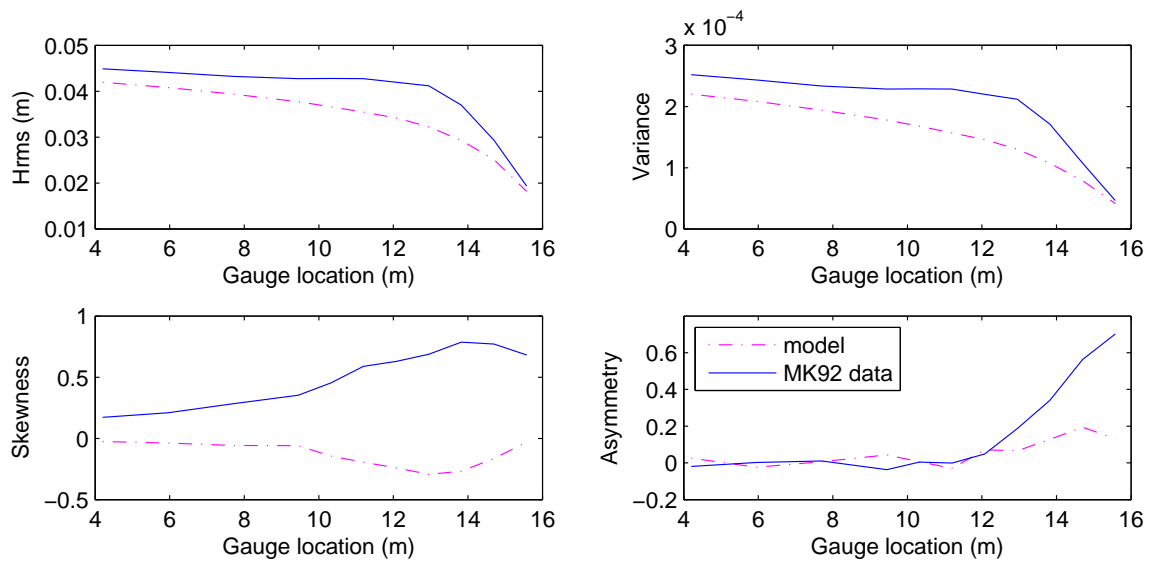 0.05
0.04
0.03
0.02
0.01
Hrms (m)
4 6 8 10 12 14 16
Gauge location (m)
x 10−4
3
2
1
0
Variance
4 6 8 10 12 14 16
Gauge location (m)
1
0.5
0
−0.5
Skewness
4 6 8 10 12 14 16
Gauge location (m)
0.6
0.4
0.2
0
−0.2
Asymmetry
model
MK92 data
4 6 8 10 12 14 16
Gauge location (m)